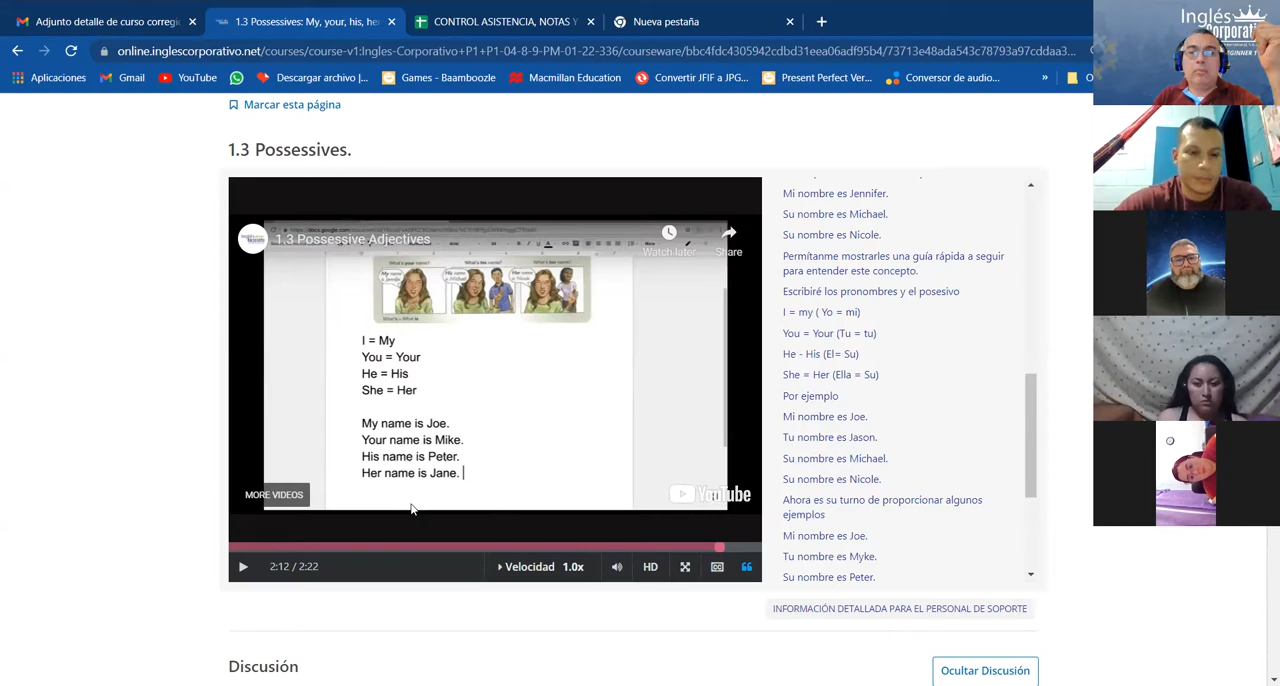 Adjunto detalle de curso corregi
1.3 Possessives: My, your, his, he
CONTROL ASISTENCIA, NOTAS Y
Nueva pestaña
online.inglescorporativo.net/courses/course-v1:Ingles-Corporativo+P1+P1-04-8-9-PM-01-22-336/courseware/bbc4fdc4305942cdbd31eea06adf95b4/73713e48ada543c78793a97cddaa3...
Aplicaciones
Gmail
YouTube
Descargar archivo |...
Games - Baamboozle
Macmillan Education
Convertir JFIF a JPG...
Present Perfect Ver...
Conversor de audio...
»
Marcar esta página
1.3 Possessives.
1.3 Possessive Adjectives
Watch later
Share
I = My
You = Your
He = His
She = Her
My name is Joe.
Your name is Mike.
His name is Peter.
Her name is Jane.
MORE VIDEOS
YouTube
2:12 / 2:22
Velocidad 1.0x
HD
Mi nombre es Jennifer.
Su nombre es Michael.
Su nombre es Nicole.
Permítanme mostrarles una guía rápida a seguir
para entender este concepto.
Escribiré los pronombres y el posesivo
I = my ( Yo = mi)
You = Your (Tu = tu)
He - His (El= Su)
She = Her (Ella = Su)
Por ejemplo
Mi nombre es Joe.
Tu nombre es Jason.
Su nombre es Michael.
Su nombre es Nicole.
Ahora es su turno de proporcionar algunos
ejemplos
Mi nombre es Joe.
Tu nombre es Myke.
Su nombre es Peter.
INFORMACIÓN DETALLADA PARA EL PERSONAL DE SOPORTE
Discusión
Ocultar Discusión
Inglés